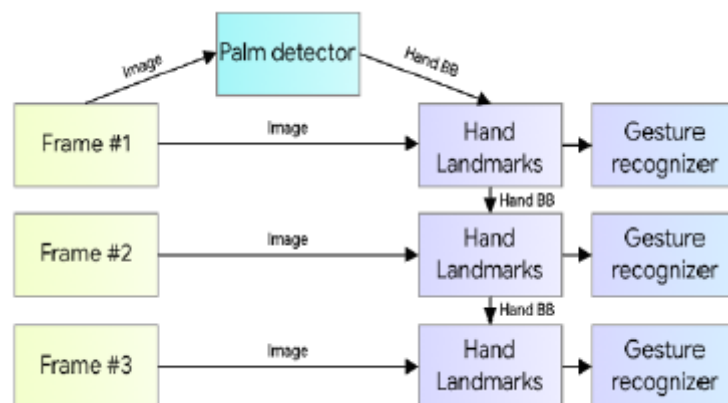 Palm detector
Image
Hand BB
Frame #1
Image
Hand
Landmarks
Gesture
recognizer
Hand BB
Frame #2
Image
Hand
Landmarks
Gesture
recognizer
Hand BB
Frame #3
Image
Hand
Landmarks
Gesture
recognizer